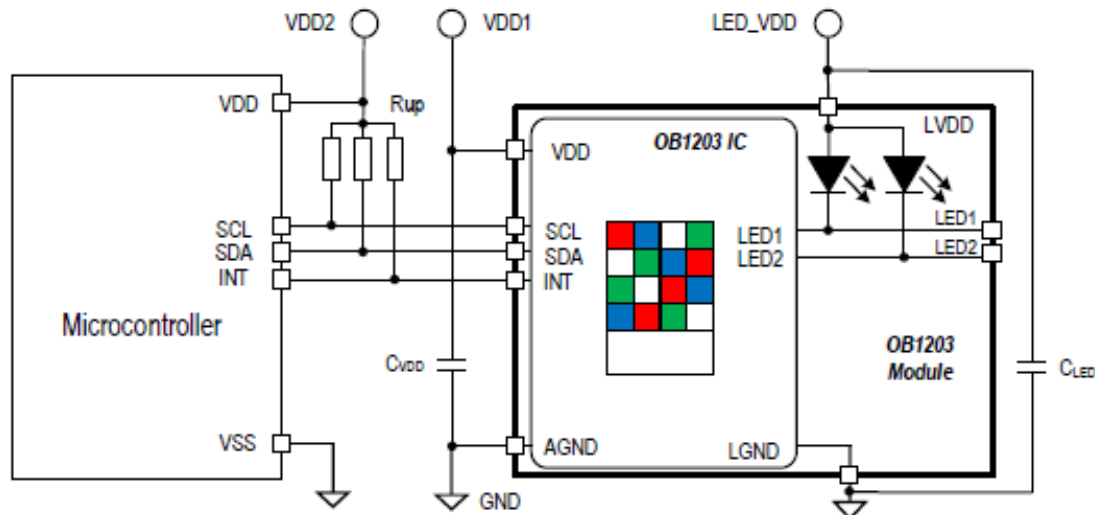 VDD2
VDD1
LED_VDD
VDD
Rup
LVDD
OB1203 IC
VDD
SCL
SDA
INT
SCL
SDA
INT
LED1
LED2
LED1
LED2
Microcontroller
CVDD
OB1203
Module
CLED
VSS
AGND
LGND
GND